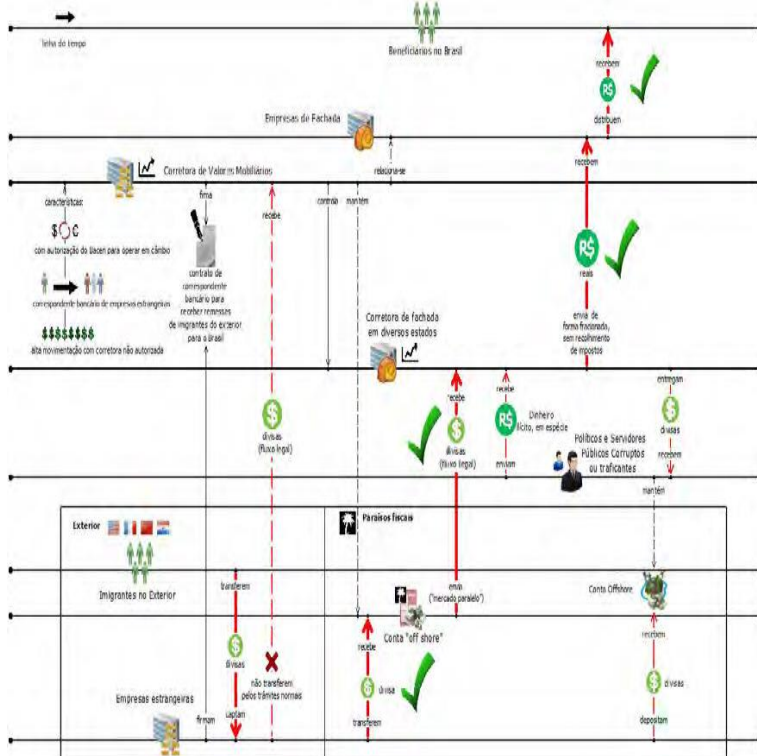 linha do tempo
Beneficiários no Brasil
recebem
R$
distribuem
Empresas de Fachada
recebem
relaciona-se
Corretora de Valores Mobiliários
características:
firma
recebe
controla
mantém
$ €
com autorização do Bacen para operar em câmbio
R$
reais
contrato de
correspondente
bancário para
receber remessas
de imigrantes do exterior
para o Brasil
correspondente bancário de empresas estrangeiras
Corretora de fachada
em diversos estados
envia de
forma fracionada,
sem recolhimento
de impostos
$$$$$$$$
alta movimentação com corretora não autorizada
recebe
recebe
entregam
$
divisas
(fluxo legal)
$
divisas
(fluxo legal)
R$
Dinheiro
ilícito, em espécie
enviam
$
divisas
recebem
Políticos e Servidores
Públicos Corruptos
ou traficantes
mantém
Exterior
Paraísos fiscais
Imigrantes no Exterior
transferem
envio
("mercado paralelo")
Conta Offshore
recebe
Conta "off shore"
recebem
$
divisas
não transferem
pelos trâmites normais
$
divisa
$
divisas
Empresas estrangeiras
firmam
captam
transferem
depositam